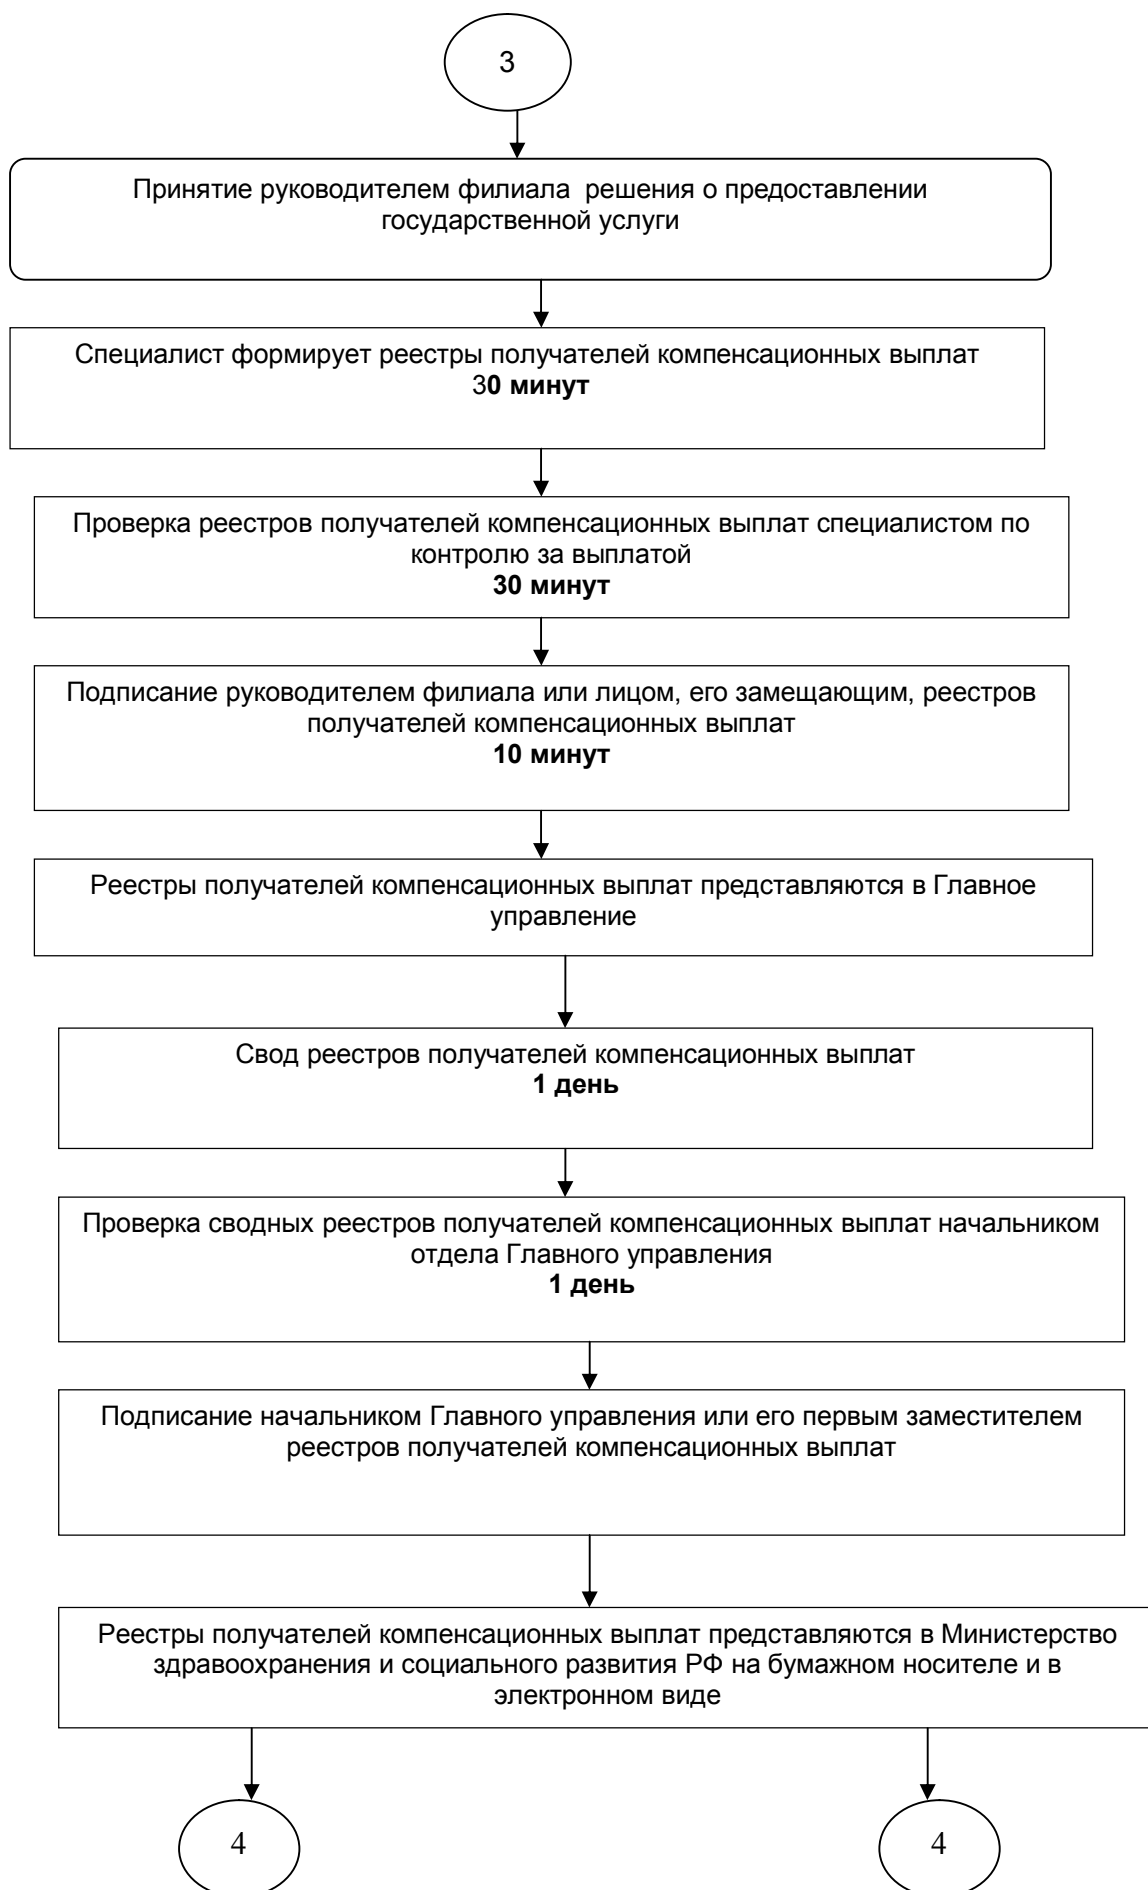 3
Принятие руководителем филиала  решения о предоставлении
государственной услуги
Специалист формирует реестры получателей компенсационных выплат
30 минут
Проверка реестров получателей компенсационных выплат специалистом по
контролю за выплатой
30 минут
Подписание руководителем филиала или лицом, его замещающим, реестров
получателей компенсационных выплат
10 минут
Реестры получателей компенсационных выплат представляются в Главное
управление
Свод реестров получателей компенсационных выплат
1 день
Проверка сводных реестров получателей компенсационных выплат начальником
отдела Главного управления
1 день
Подписание начальником Главного управления или его первым заместителем
реестров получателей компенсационных выплат
Реестры получателей компенсационных выплат представляются в Министерство
здравоохранения и социального развития РФ на бумажном носителе и в
электронном виде
4
4